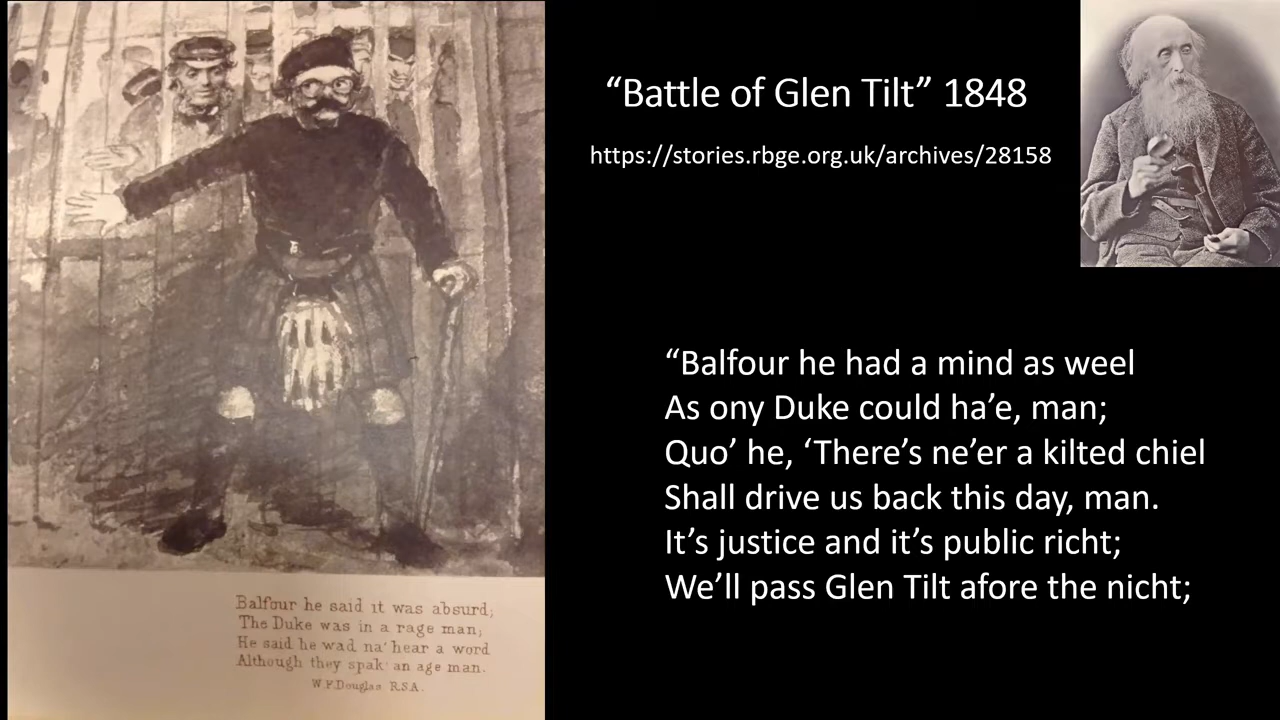 “Battle of Glen Tilt” 1848
https://stories.rbge.org.uk/archives/28158
“Balfour he had a mind as weel
As ony Duke could ha’e, man;
Quo’ he, ‘There’s ne’er a kilted chiel
Shall drive us back this day, man.
It’s justice and it’s public richt;
We’ll pass Glen Tilt afore the nicht;
Balfour he said it was absurd;
The Duke was in a rage man;
He said he wad na' hear a word
Although they spak' an age man.
W.F.Douglas R.S.A.